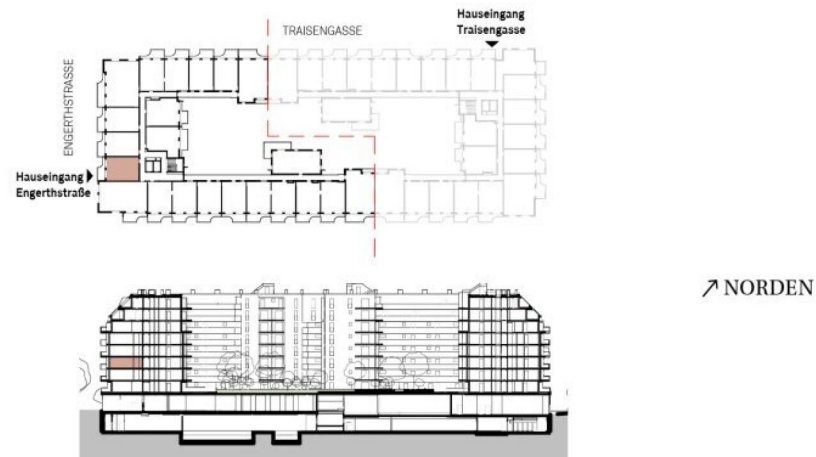 Hauseingang
Traisengasse
TRAISENGASSE
ENGERTHSTRASSE
Hauseingang
Engerthstraße
↗ NORDEN